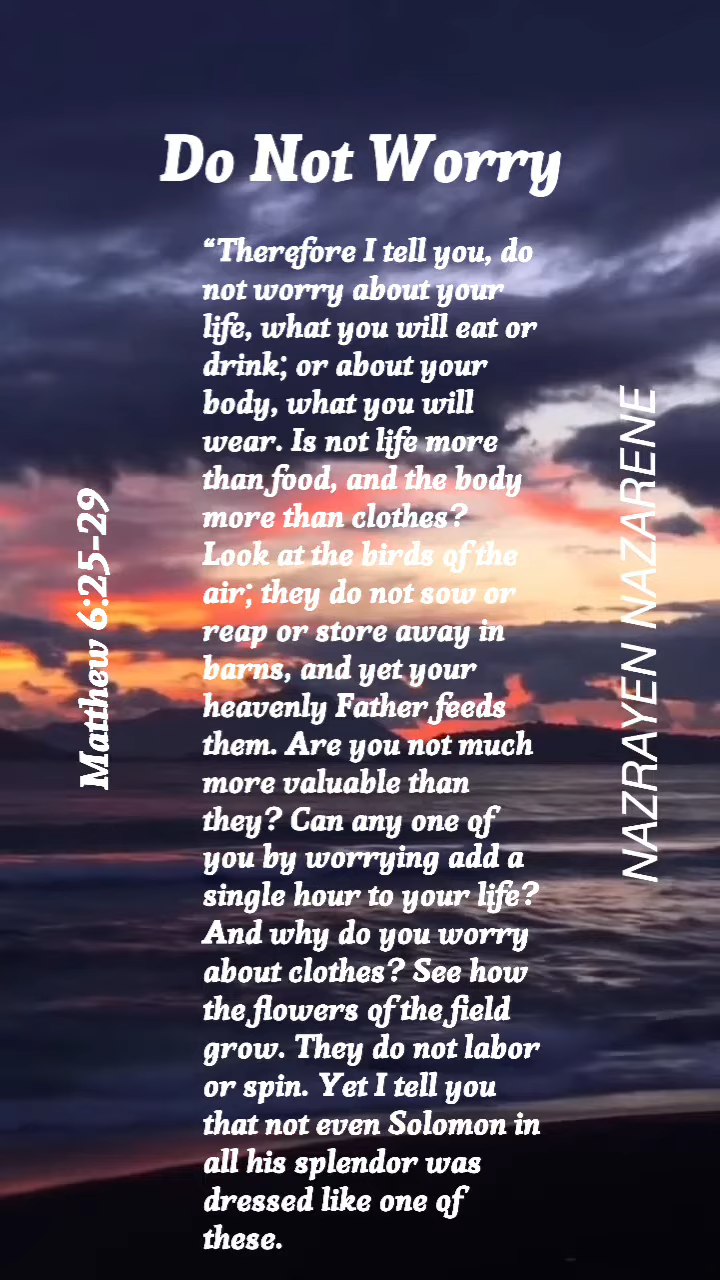 Do Not Worry
“Therefore I tell you, do
not worry about your
life, what you will eat or
drink; or about your
body, what you will
wear. Is not life more
than food, and the body
more than clothes?
Look at the birds of the
air; they do not sow or
reap or store away in
barns, and yet your
heavenly Father feeds
them. Are you not much
more valuable than
they? Can any one of
you by worrying add a
single hour to your life?
And why do you worry
about clothes? See how
the flowers of the field
grow. They do not labor
or spin. Yet I tell you
that not even Solomon in
all his splendor was
dressed like one of
these.
Matthew 6:25-29
NAZRAYEN NAZARENE